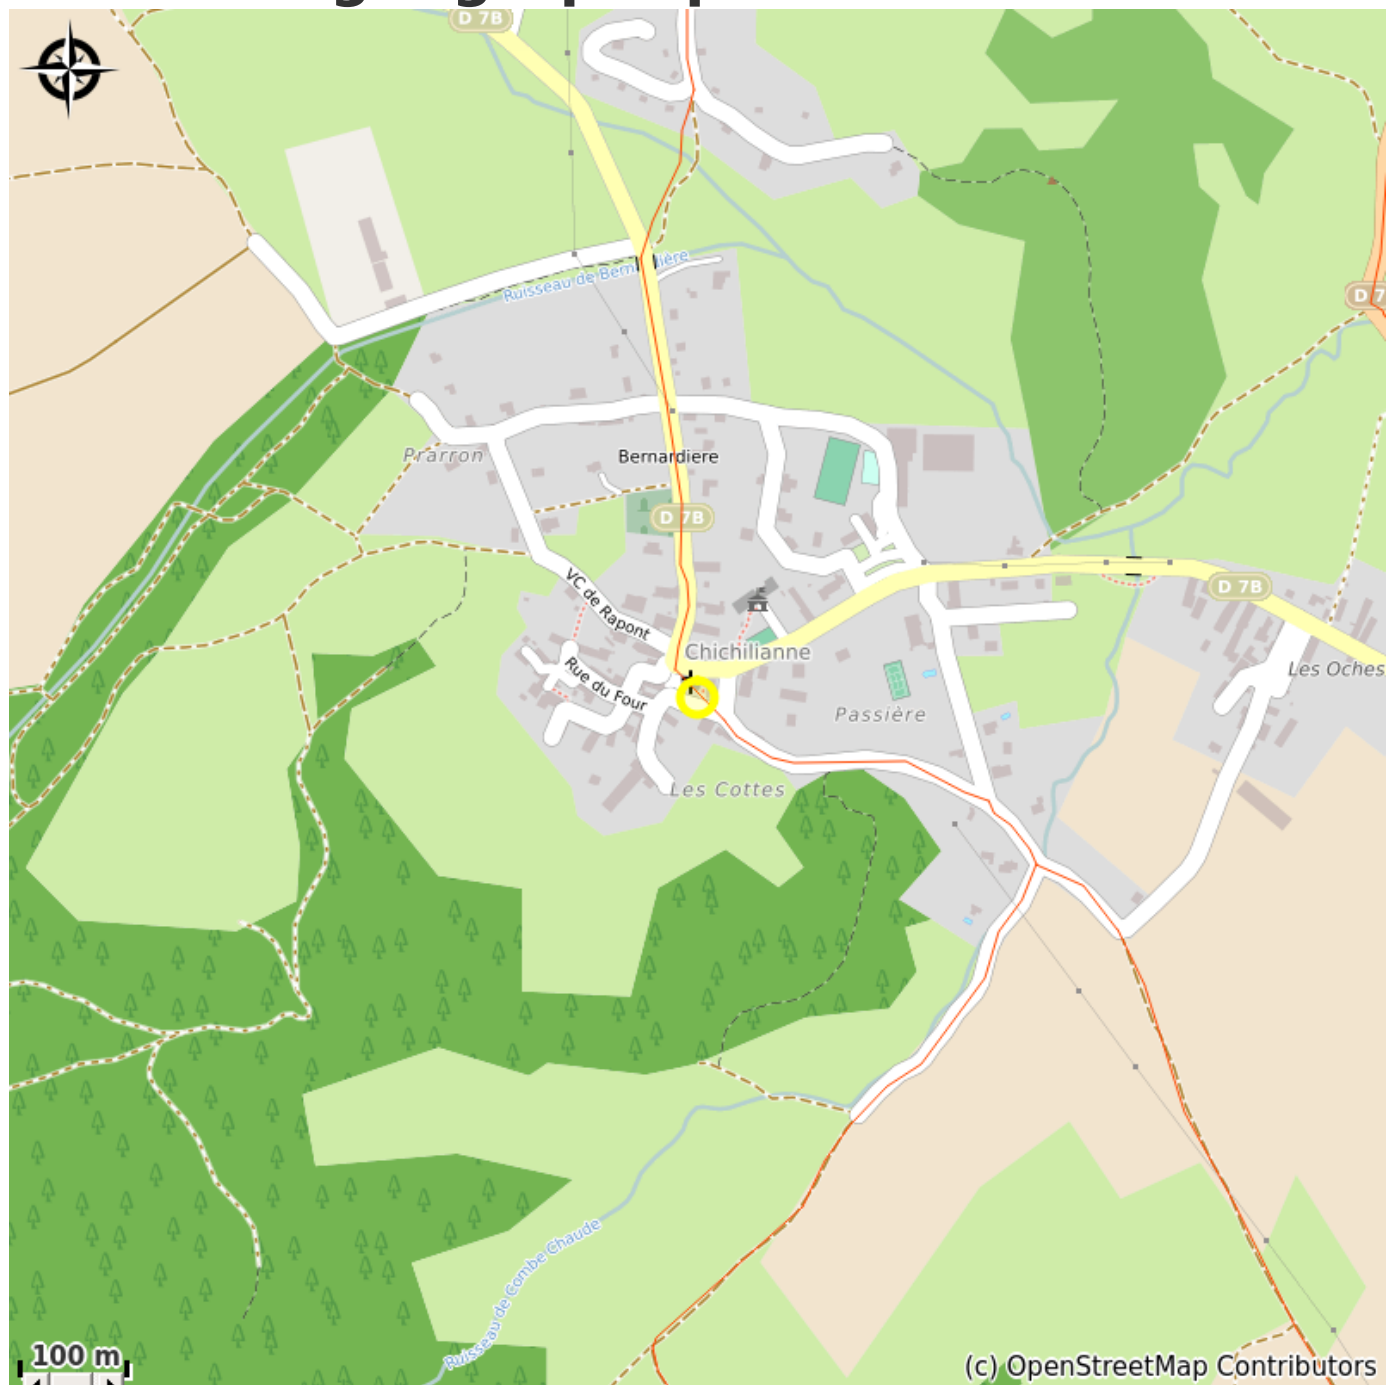 D 7B
Ruisseau de Bern
lière
D 7
Prarron
Bernardiere
D 7B
VC de Rapont
D 7B
Chichilianne
Rue du Four
Les Oches
Passière
Les Cottes
Ruisseau de Combe Chaude
100 m
(c) OpenStreetMap Contributors